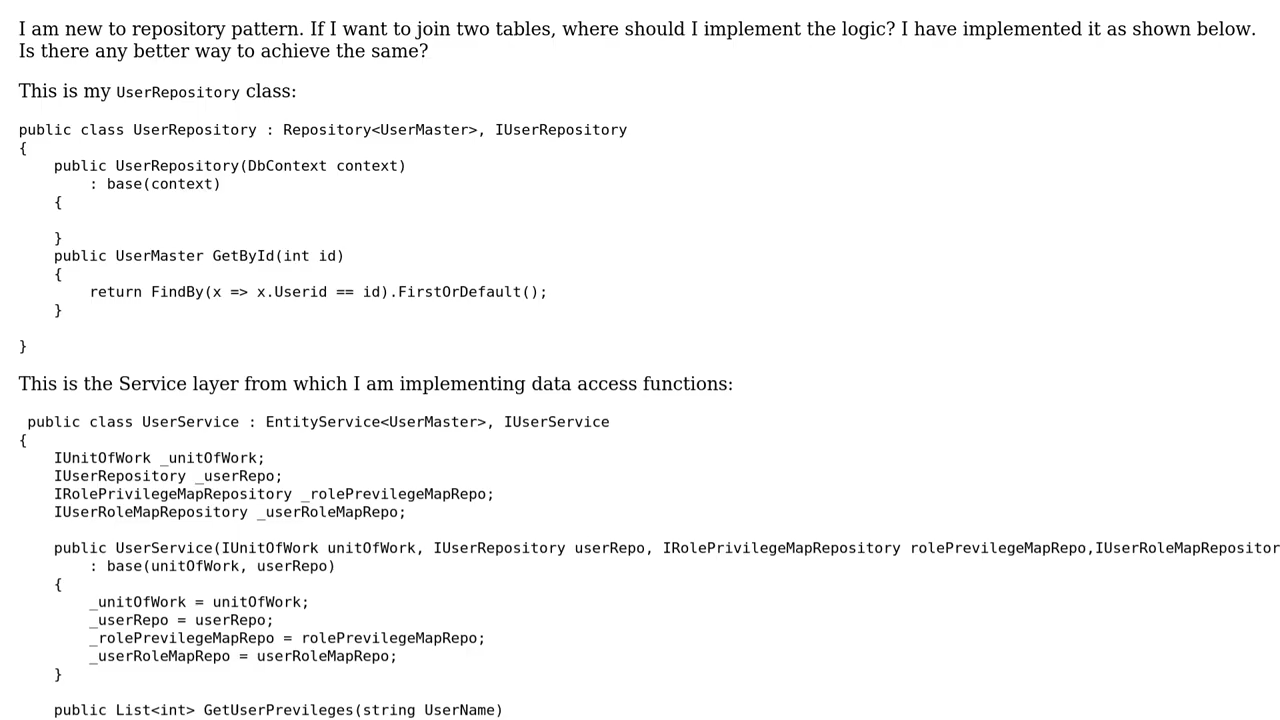 I am new to repository pattern. If I want to join two tables, where should I implement the logic? I have implemented it as shown below.
Is there any better way to achieve the same?
This is my UserRepository class:
public class UserRepository : Repository<UserMaster>, IUserRepository
{
    public UserRepository(DbContext context)
        : base(context)
    {
    }
    public UserMaster GetById(int id)
    {
        return FindBy(x => x.Userid == id).FirstOrDefault();
    }
}
This is the Service layer from which I am implementing data access functions:
 public class UserService : EntityService<UserMaster>, IUserService
{
    IUnitOfWork _unitOfWork;
    IUserRepository _userRepo;
    IRolePrivilegeMapRepository _rolePrevilegeMapRepo;
    IUserRoleMapRepository _userRoleMapRepo;
    public UserService(IUnitOfWork unitOfWork, IUserRepository userRepo, IRolePrivilegeMapRepository rolePrevilegeMapRepo,IUserRoleMapRepositor
        : base(unitOfWork, userRepo)
    {
        _unitOfWork = unitOfWork;
        _userRepo = userRepo;
        _rolePrevilegeMapRepo = rolePrevilegeMapRepo;
        _userRoleMapRepo = userRoleMapRepo;
    }
    public List<int> GetUserPrevileges(string UserName)